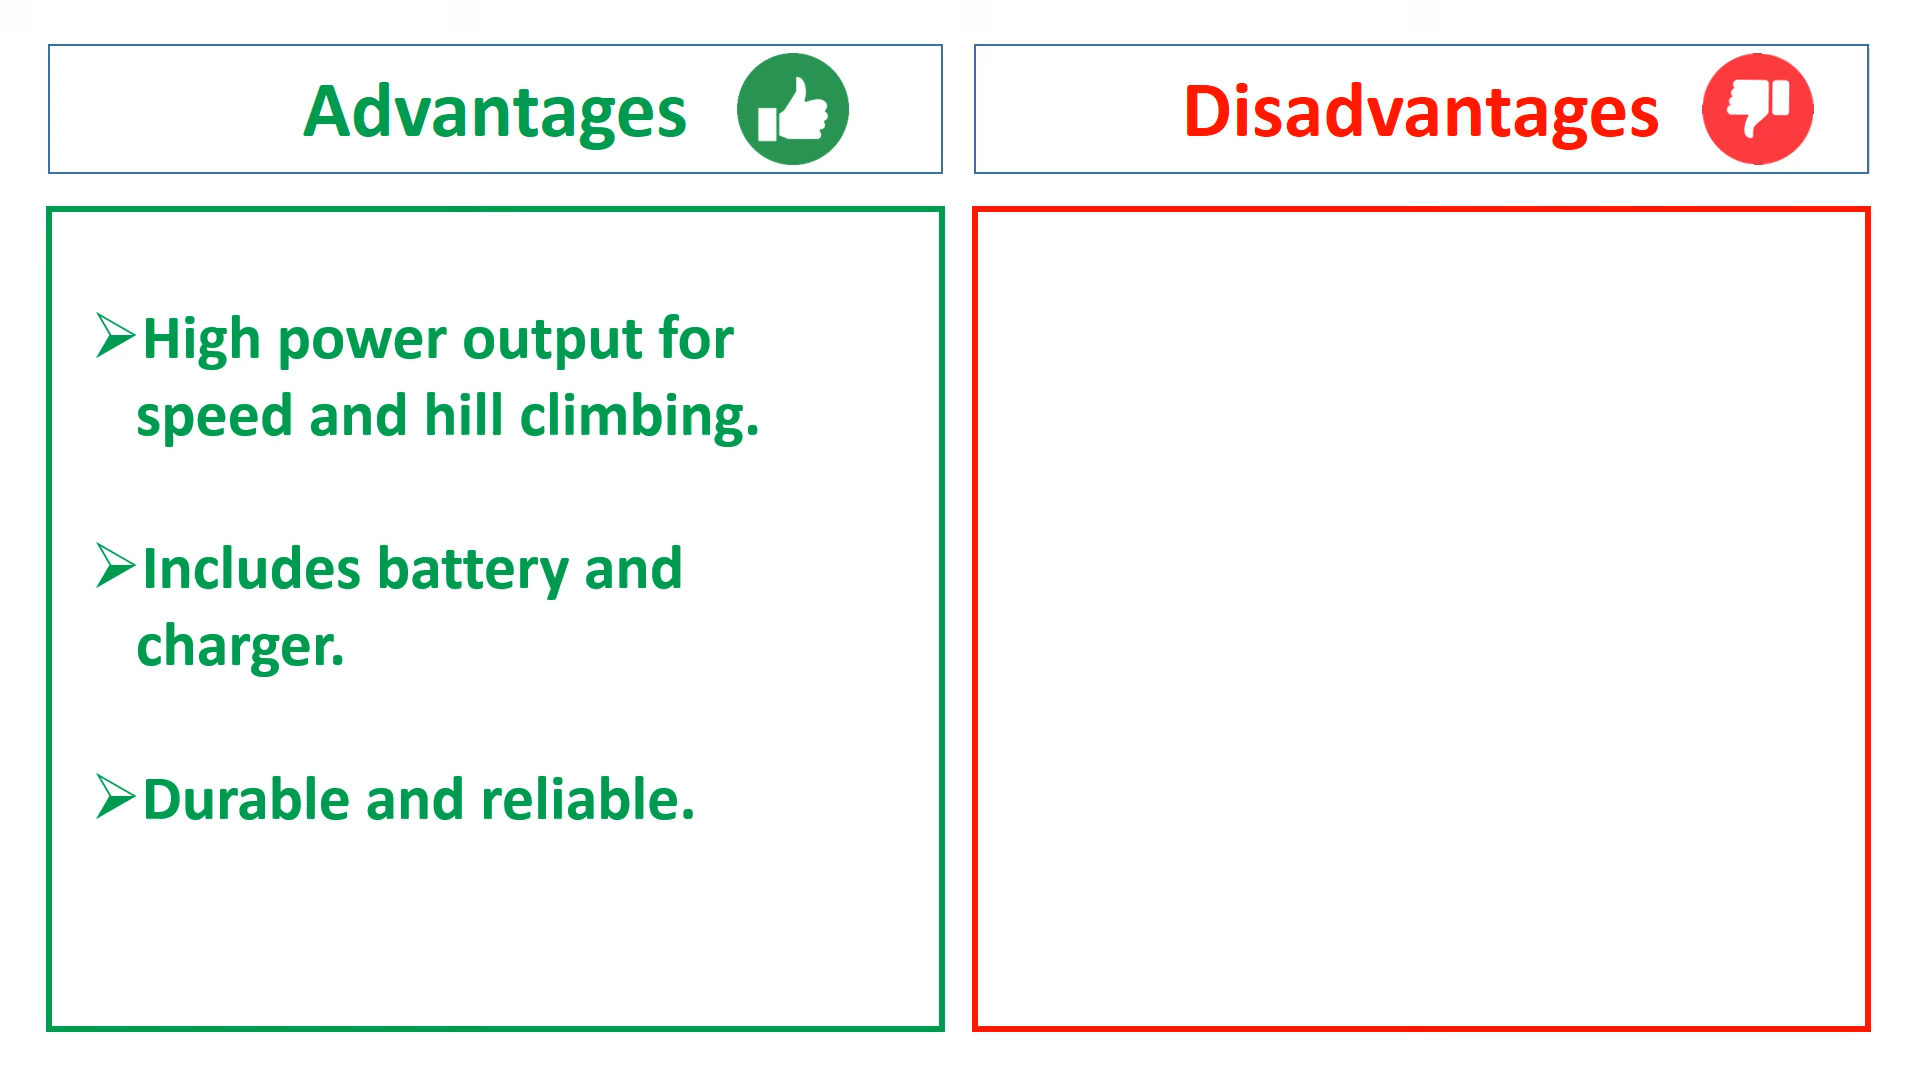 Advantages
Disadvantages
➢High power output for
speed and hill climbing.
➢Includes battery and
charger.
➢Durable and reliable.